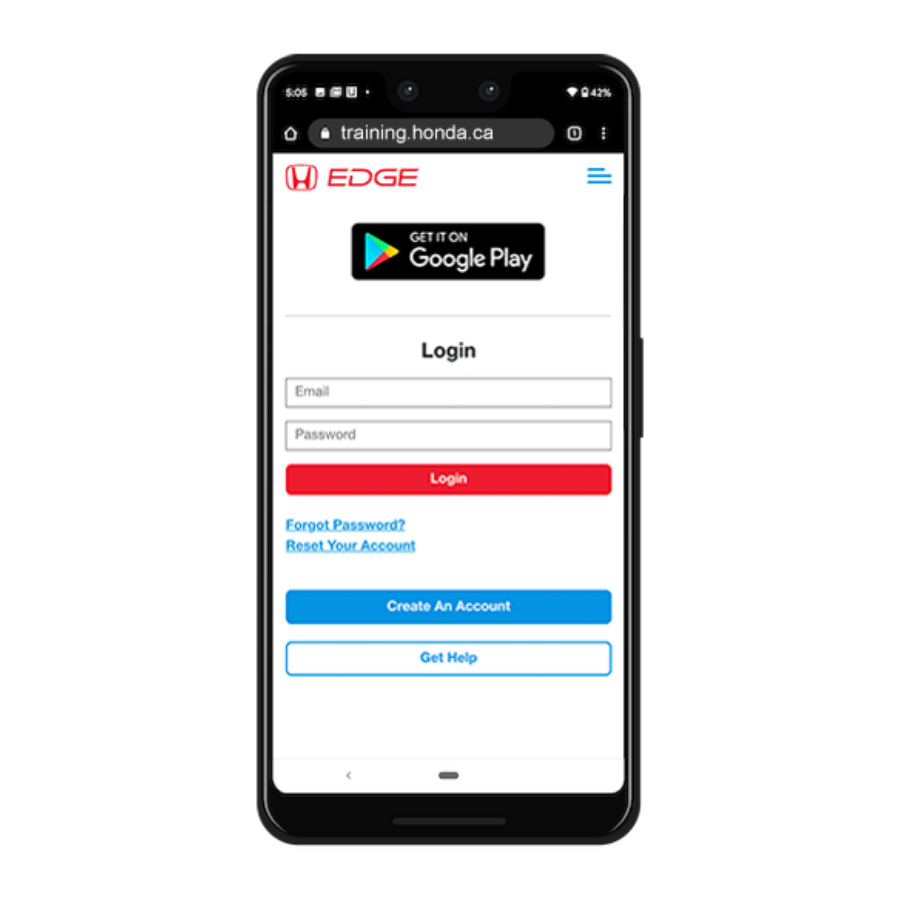 5:05
42%
training.honda.ca
EDGE
GET IT ON
Google Play
Login
Email
Password
Login
Forgot Password?
Reset Your Account
Create An Account
Get Help